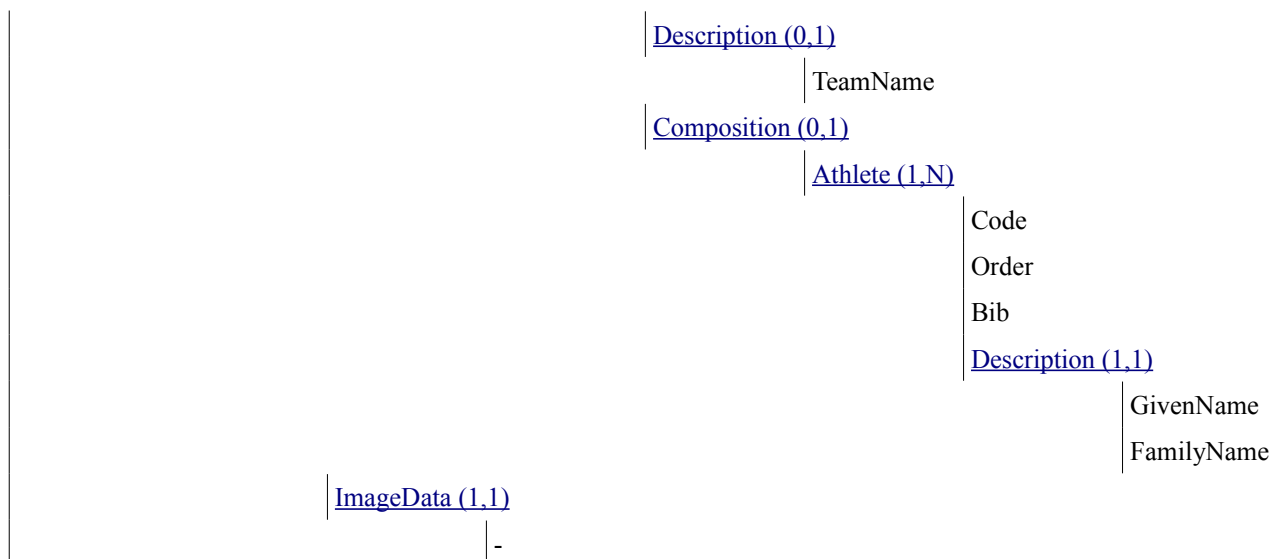 Description (0,1)
TeamName
Composition (0,1)
Athlete (1,N)
Code
Order
Bib
Description (1,1)
GivenName
FamilyName
ImageData (1,1)
-